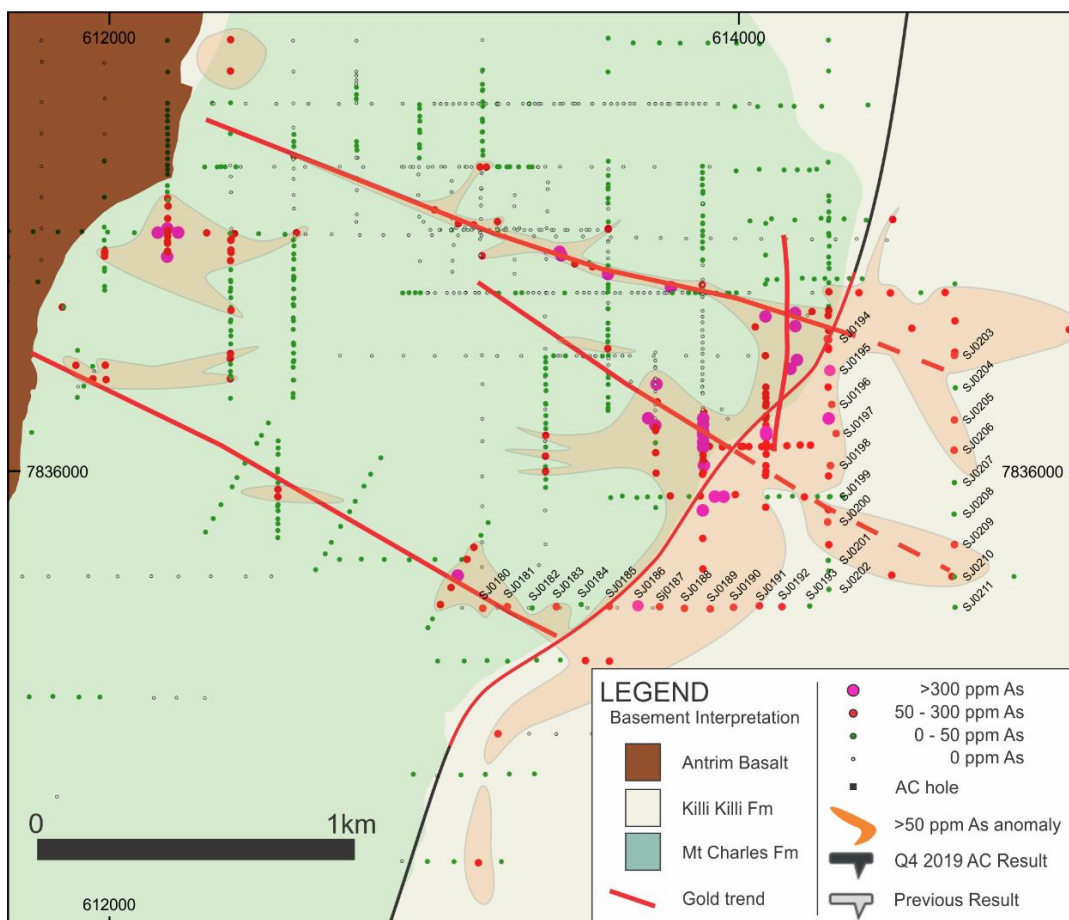 612000
614000
SJ0194
SJ0195
SJ0196
SJ0197
SJ0198
SJ0199
SJ0200
SJ0201
SJ0202
SJ0203
SJ0204
SJ0205
SJ0206
SJ0207
SJ0208
SJ0209
SJ0210
SJ0211
7836000
7836000
SJ0180
SJ0181
SJ0182
SJ0183
SJ0184
SJ0185
SJ0186
SJ0187
SJ0188
SJ0189
SJ0190
SJ0191
SJ0192
SJ0193
0 1km
612000
LEGEND
Basement Interpretation
Antrim Basalt
Killi Killi Fm
Mt Charles Fm
Gold trend
>300 ppm As
50 - 300 ppm As
0 - 50 ppm As
0 ppm As
AC hole
>50 ppm As anomaly
Q4 2019 AC Result
Previous Result